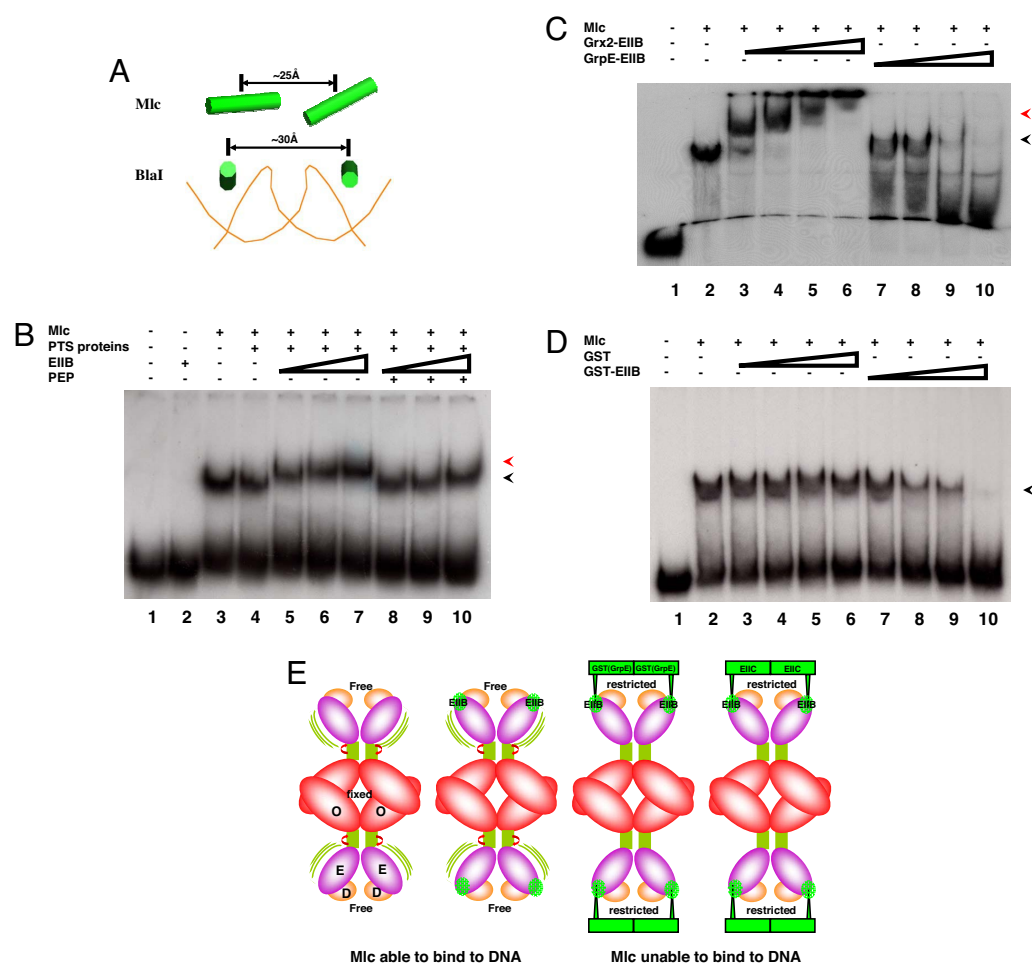 A
~25Å
Mlc
~30Å
BlaI
B
Mlc - - + + + + + + + +
PTS proteins - - - + + + + + + +
EIIB - + - -
PEP - - - - - - - + + +
1 2 3 4 5 6 7 8 9 10
C
Mlc - + + + + + + + + +
Grx2-EIIB - - - - - -
GrpE-EIIB - - - - - -
1 2 3 4 5 6 7 8 9 10
D
Mlc - + + + + + + + + +
GST - - - - - -
GST-EIIB - - - - - -
1 2 3 4 5 6 7 8 9 10
E
Free
fixed
O O
E E
D D
Free
Free
EIIB EIIB
Free
GST(GrpE) GST(GrpE)
restricted
EIIB EIIB
restricted
EIIC EIIC
restricted
EIIB EIIB
restricted
Mlc able to bind to DNA
Mlc unable to bind to DNA